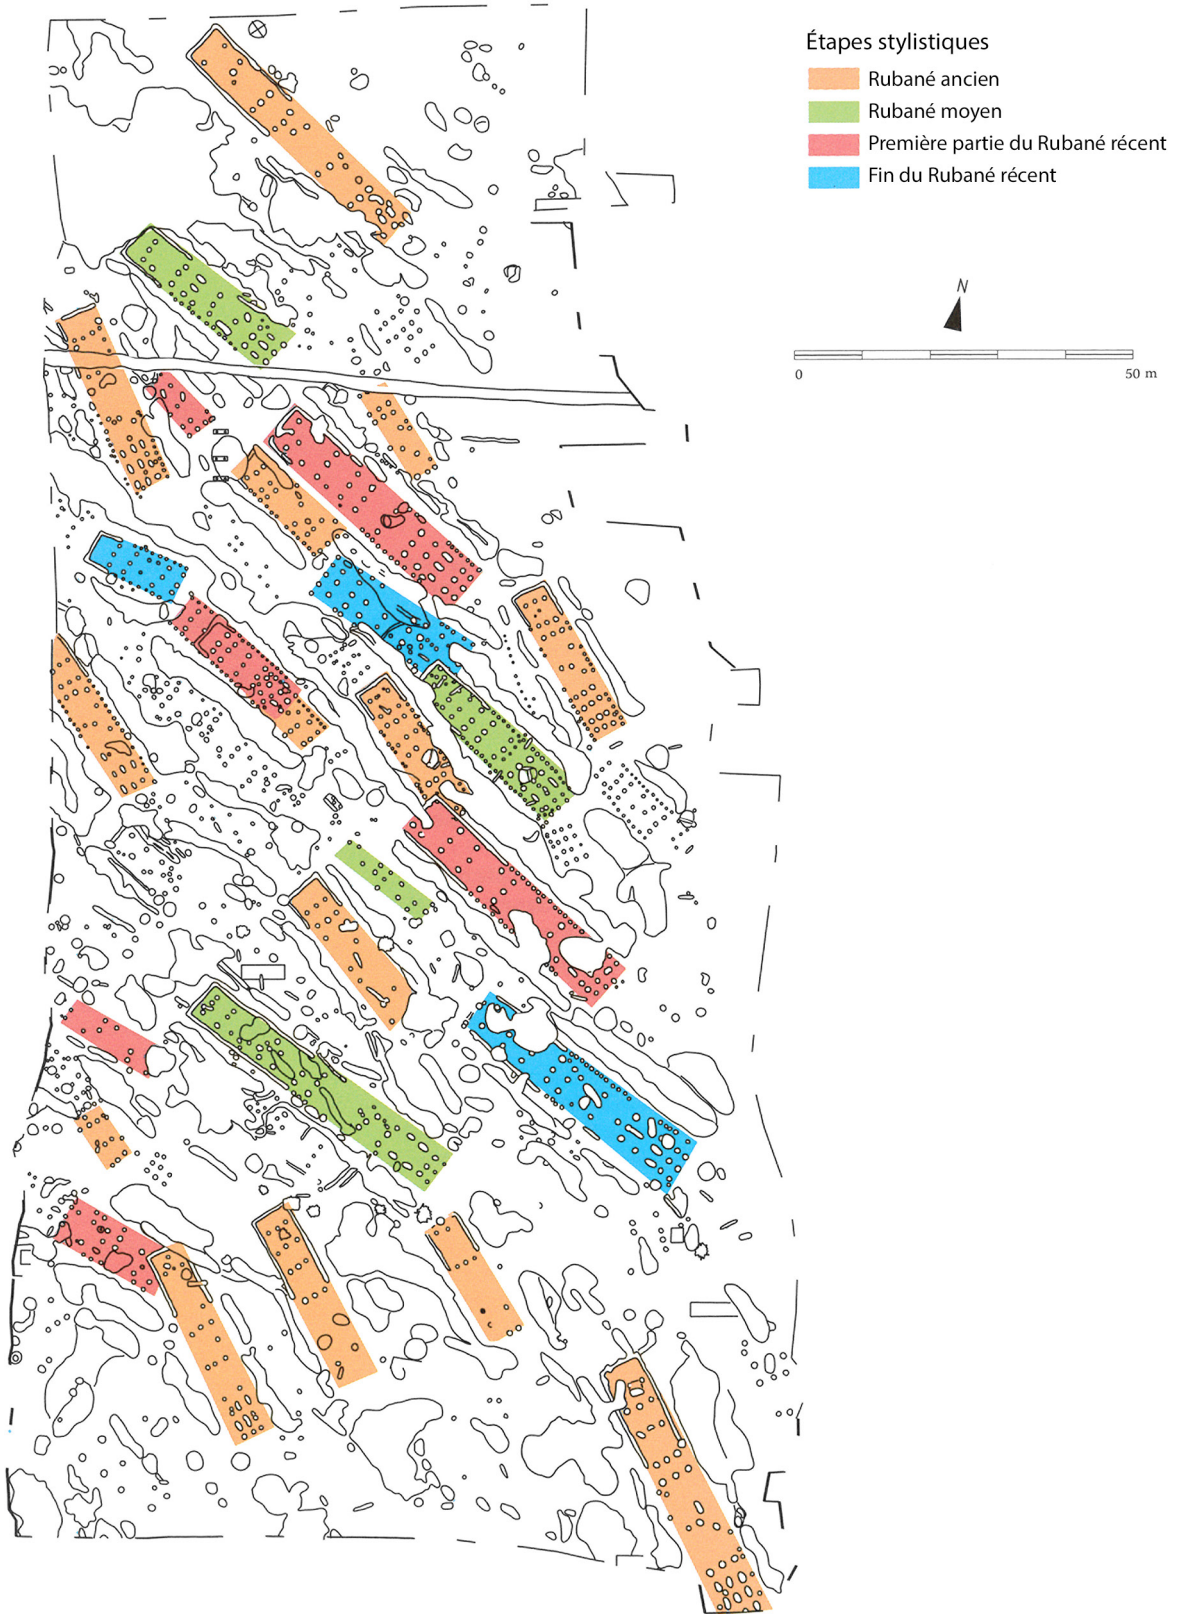 Étapes stylistiques
Rubané ancien
Rubané moyen
Première partie du Rubané récent
Fin du Rubané récent
N
0 50 m